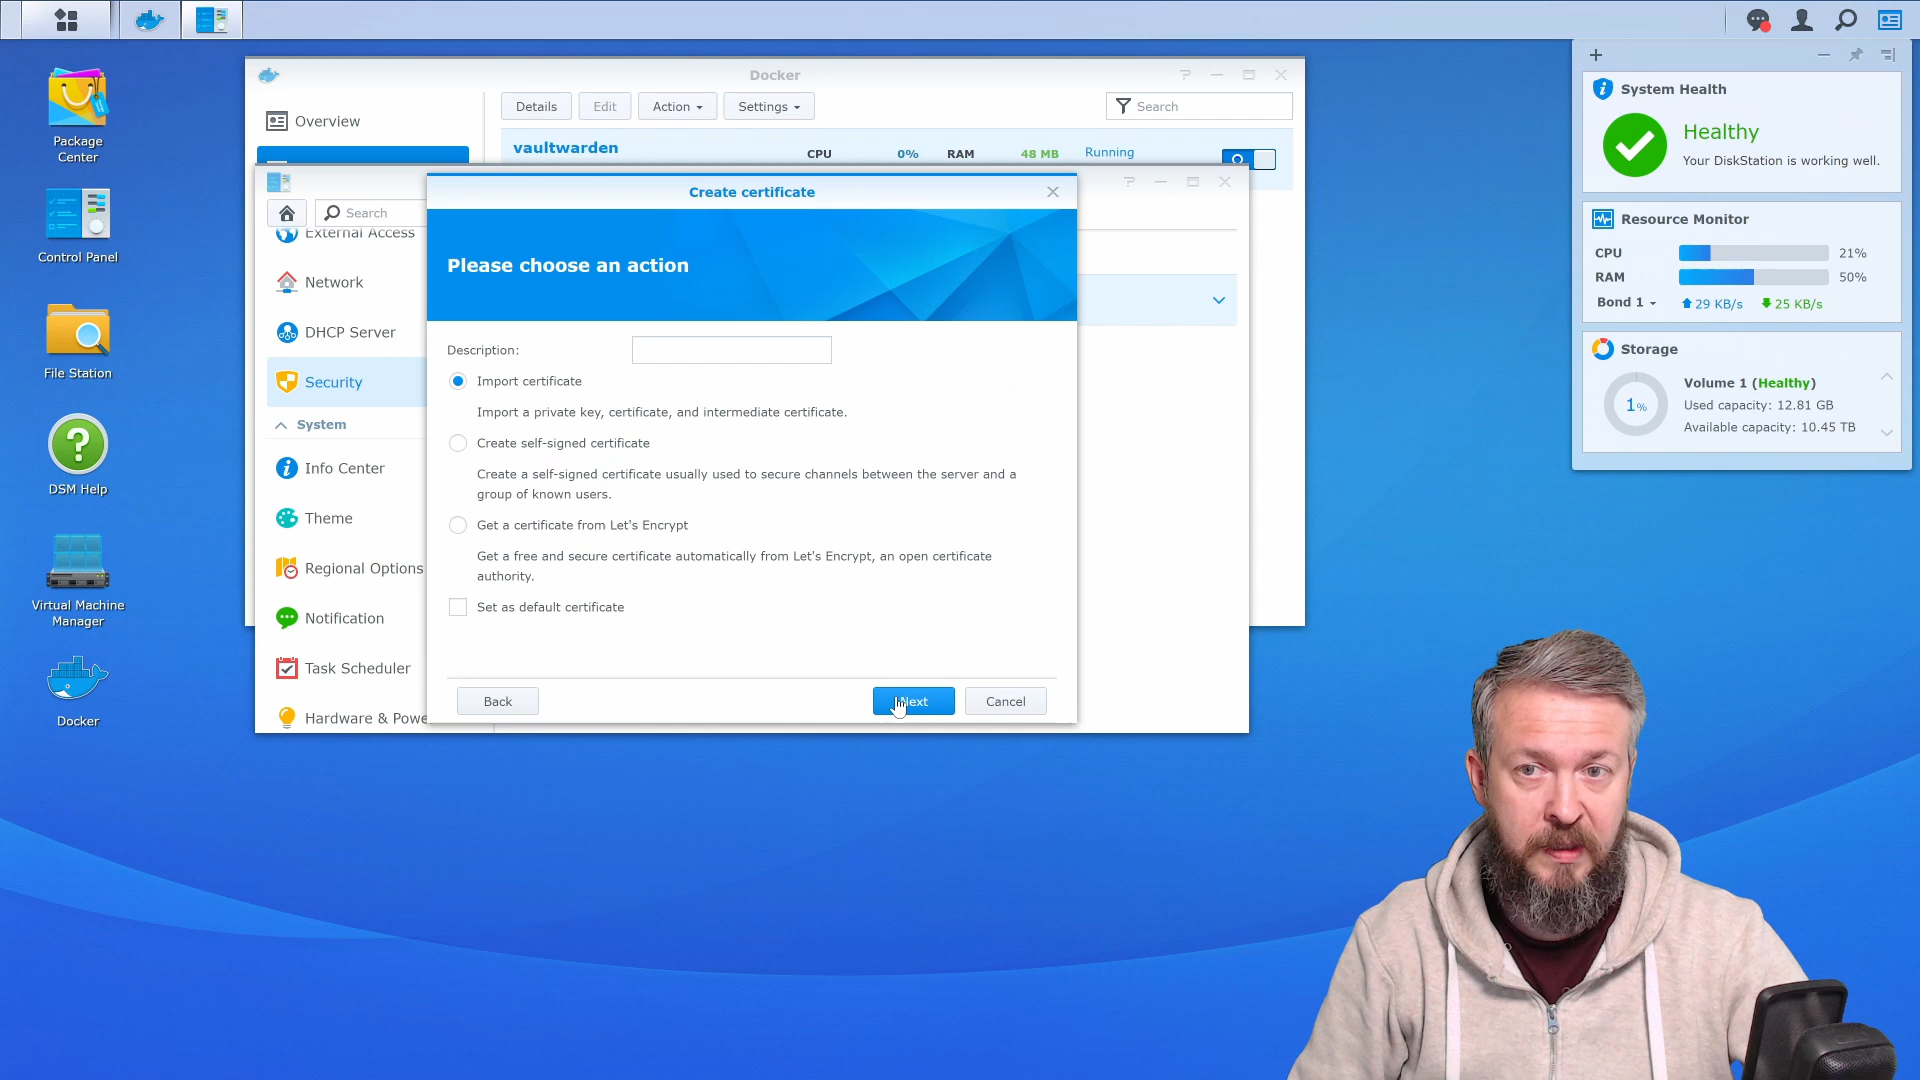 Package
Center
Control Panel
File Station
DSM Help
Virtual Machine
Manager
Docker
Docker
Overview
Details
Edit
Action
Settings
Search
vaultwarden
CPU
0%
RAM
48 MB
Running
Search
External Access
Network
DHCP Server
Security
System
Info Center
Theme
Regional Options
Notification
Task Scheduler
Hardware & Powe
Create certificate
Please choose an action
Description:
Import certificate
Import a private key, certificate, and intermediate certificate.
Create self-signed certificate
Create a self-signed certificate usually used to secure channels between the server and a
group of known users.
Get a certificate from Let's Encrypt
Get a free and secure certificate automatically from Let's Encrypt, an open certificate
authority.
Set as default certificate
Back
Next
Cancel
System Health
Healthy
Your DiskStation is working well.
Resource Monitor
CPU
21%
RAM
50%
Bond 1
29 KB/s
25 KB/s
Storage
1%
Volume 1 (Healthy)
Used capacity: 12.81 GB
Available capacity: 10.45 TB